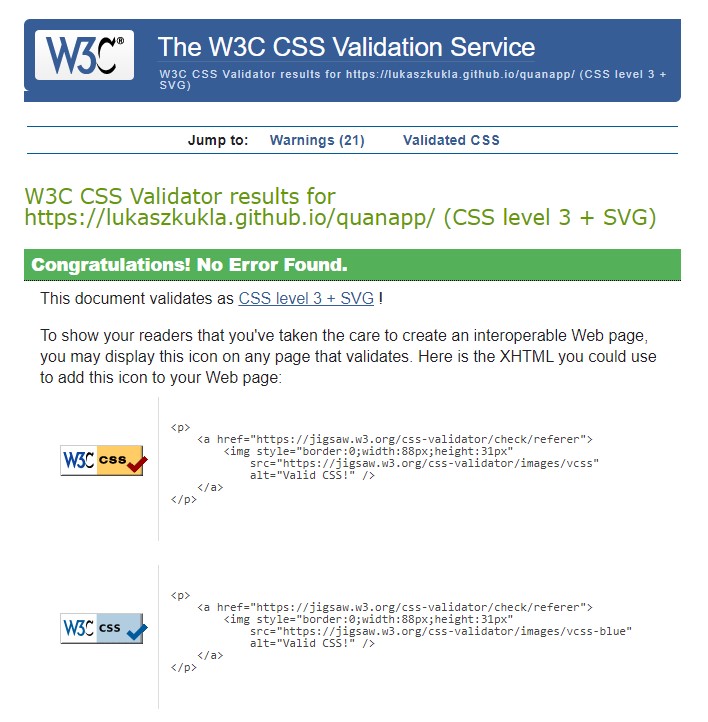 W3C® The W3C CSS Validation Service
W3C CSS Validator results for https://lukaszkukla.github.io/quanapp/ (CSS level 3 +
SVG)
Jump to: Warnings (21) Validated CSS
W3C CSS Validator results for
https://lukaszkukla.github.io/quanapp/ (CSS level 3 + SVG)
Congratulations! No Error Found.
This document validates as CSS level 3 + SVG !
To show your readers that you've taken the care to create an interoperable Web page,
you may display this icon on any page that validates. Here is the XHTML you could use
to add this icon to your Web page:
W3C css
<p>
<a href="https://jigsaw.w3.org/css-validator/check/referer">
<img style="border:0;width:88px;height:31px"
src="https://jigsaw.w3.org/css-validator/images/vcss"
alt="Valid CSS!" />
</a>
</p>
W3C css
<p>
<a href="https://jigsaw.w3.org/css-validator/check/referer">
<img style="border:0;width:88px;height:31px"
src="https://jigsaw.w3.org/css-validator/images/vcss-blue"
alt="Valid CSS!" />
</a>
</p>